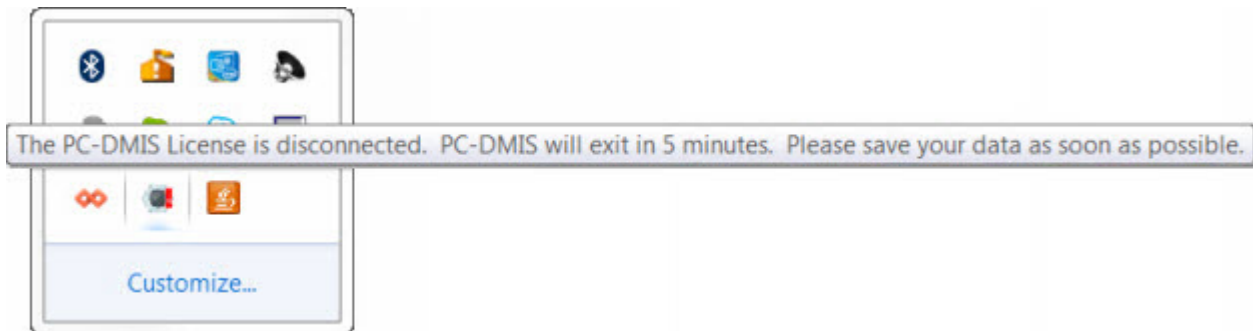 The PC-DMIS License is disconnected.  PC-DMIS will exit in 5 minutes.  Please save your data as soon as possible.
Customize...